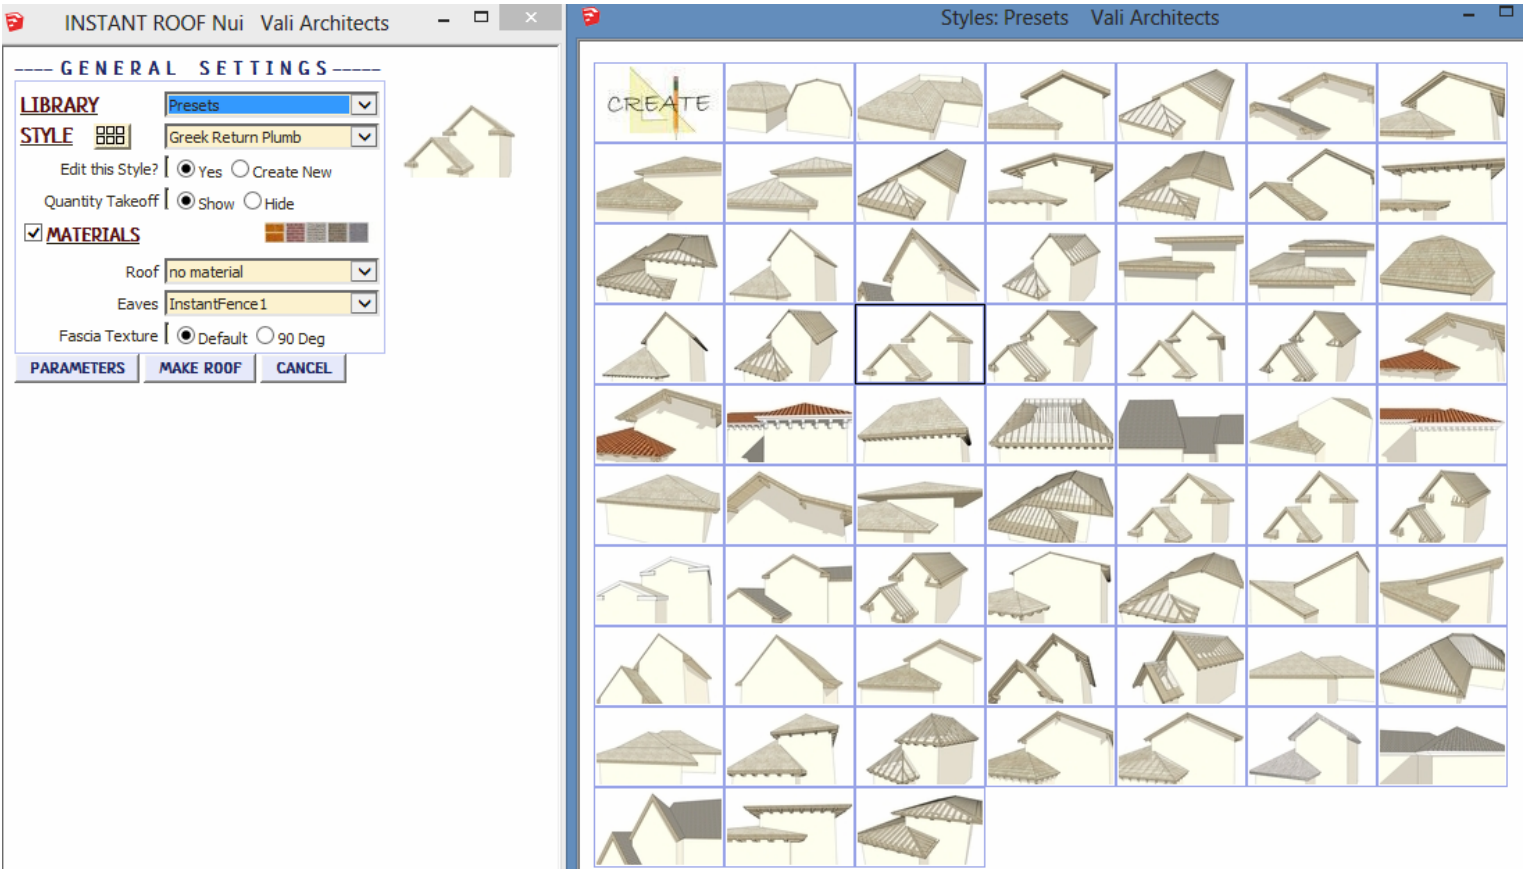 INSTANT ROOF Nui Vali Architects
---- GENERAL SETTINGS-----
LIBRARY Presets
STYLE Greek Return Plumb
Edit this Style? Yes Create New
Quantity Takeoff Show Hide
MATERIALS
Roof no material
Eaves InstantFence1
Fascia Texture Default 90 Deg
PARAMETERS MAKE ROOF CANCEL
Styles: Presets Vali Architects
CREATE